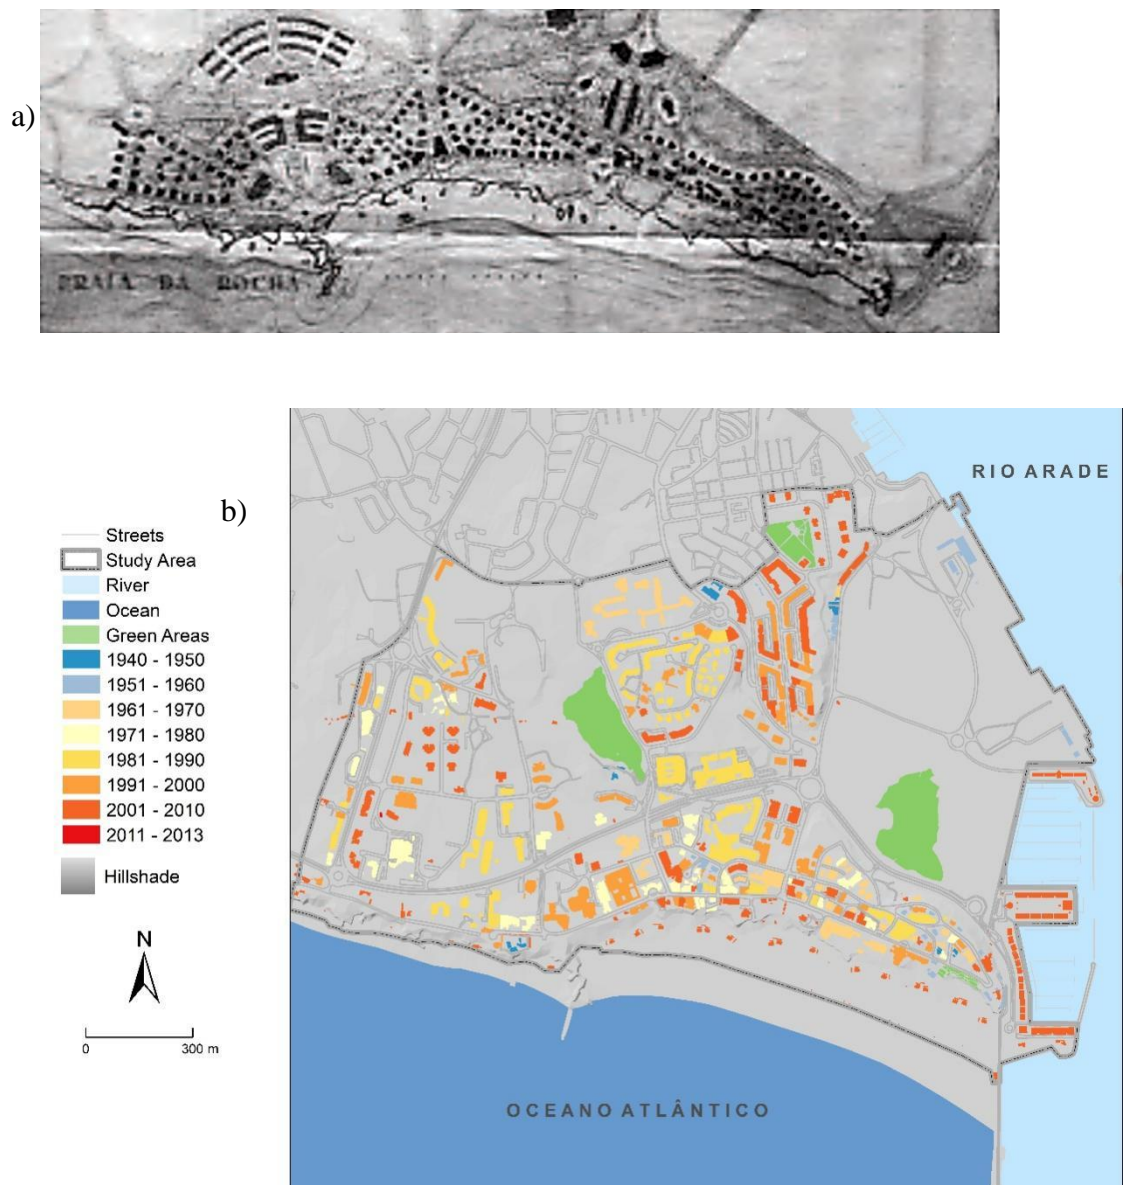 a)
PRAIA DA ROCHA
b)
RIO ARADE
Streets
Study Area
River
Ocean
Green Areas
1940 - 1950
1951 - 1960
1961 - 1970
1971 - 1980
1981 - 1990
1991 - 2000
2001 - 2010
2011 - 2013
Hillshade
N
0 300 m
OCEANO ATLÂNTICO